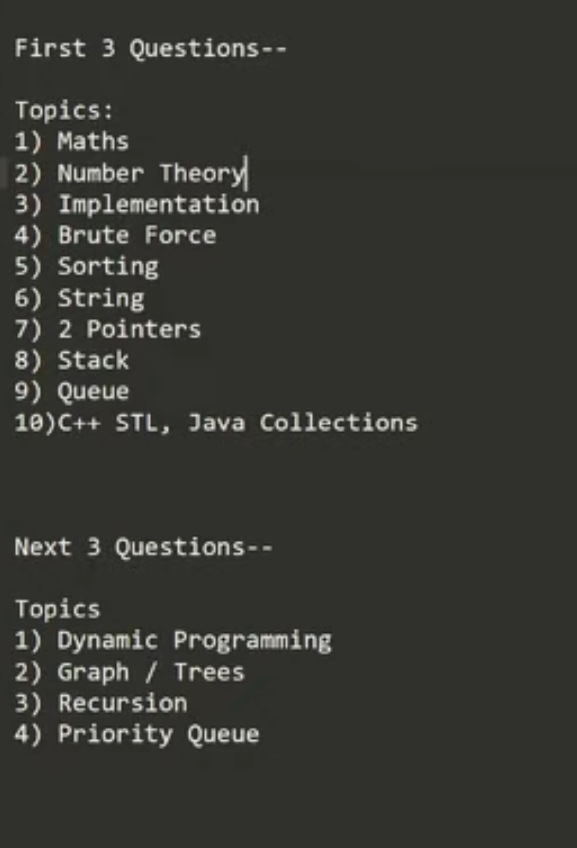 First 3 Questions--
Topics:
1) Maths
2) Number Theory
3) Implementation
4) Brute Force
5) Sorting
6) String
7) 2 Pointers
8) Stack
9) Queue
10)C++ STL, Java Collections
Next 3 Questions--
Topics
1) Dynamic Programming
2) Graph / Trees
3) Recursion
4) Priority Queue